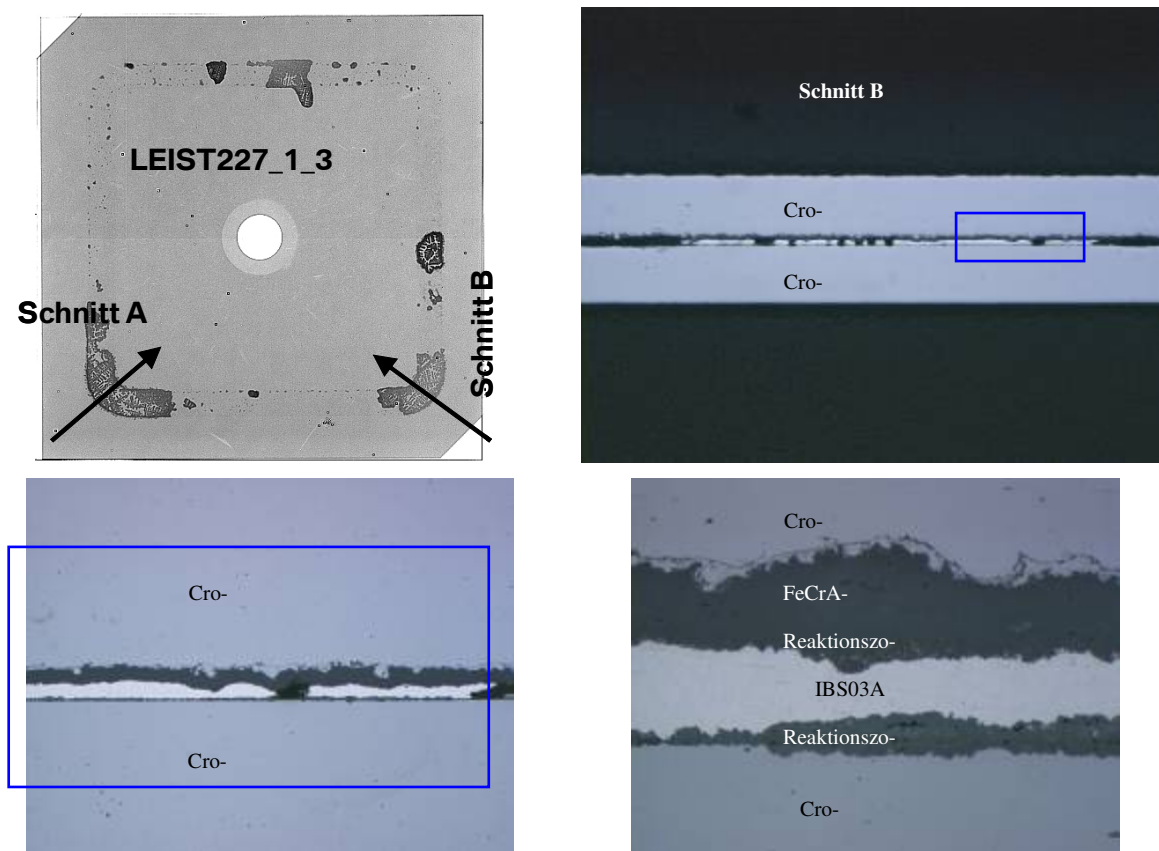 LEIST227_1_3
Schnitt A
Schnitt B
Schnitt B
Cro-
Cro-
Cro-
Cro-
Cro-
FeCrA-
Reaktionszo-
IBS03A
Reaktionszo-
Cro-